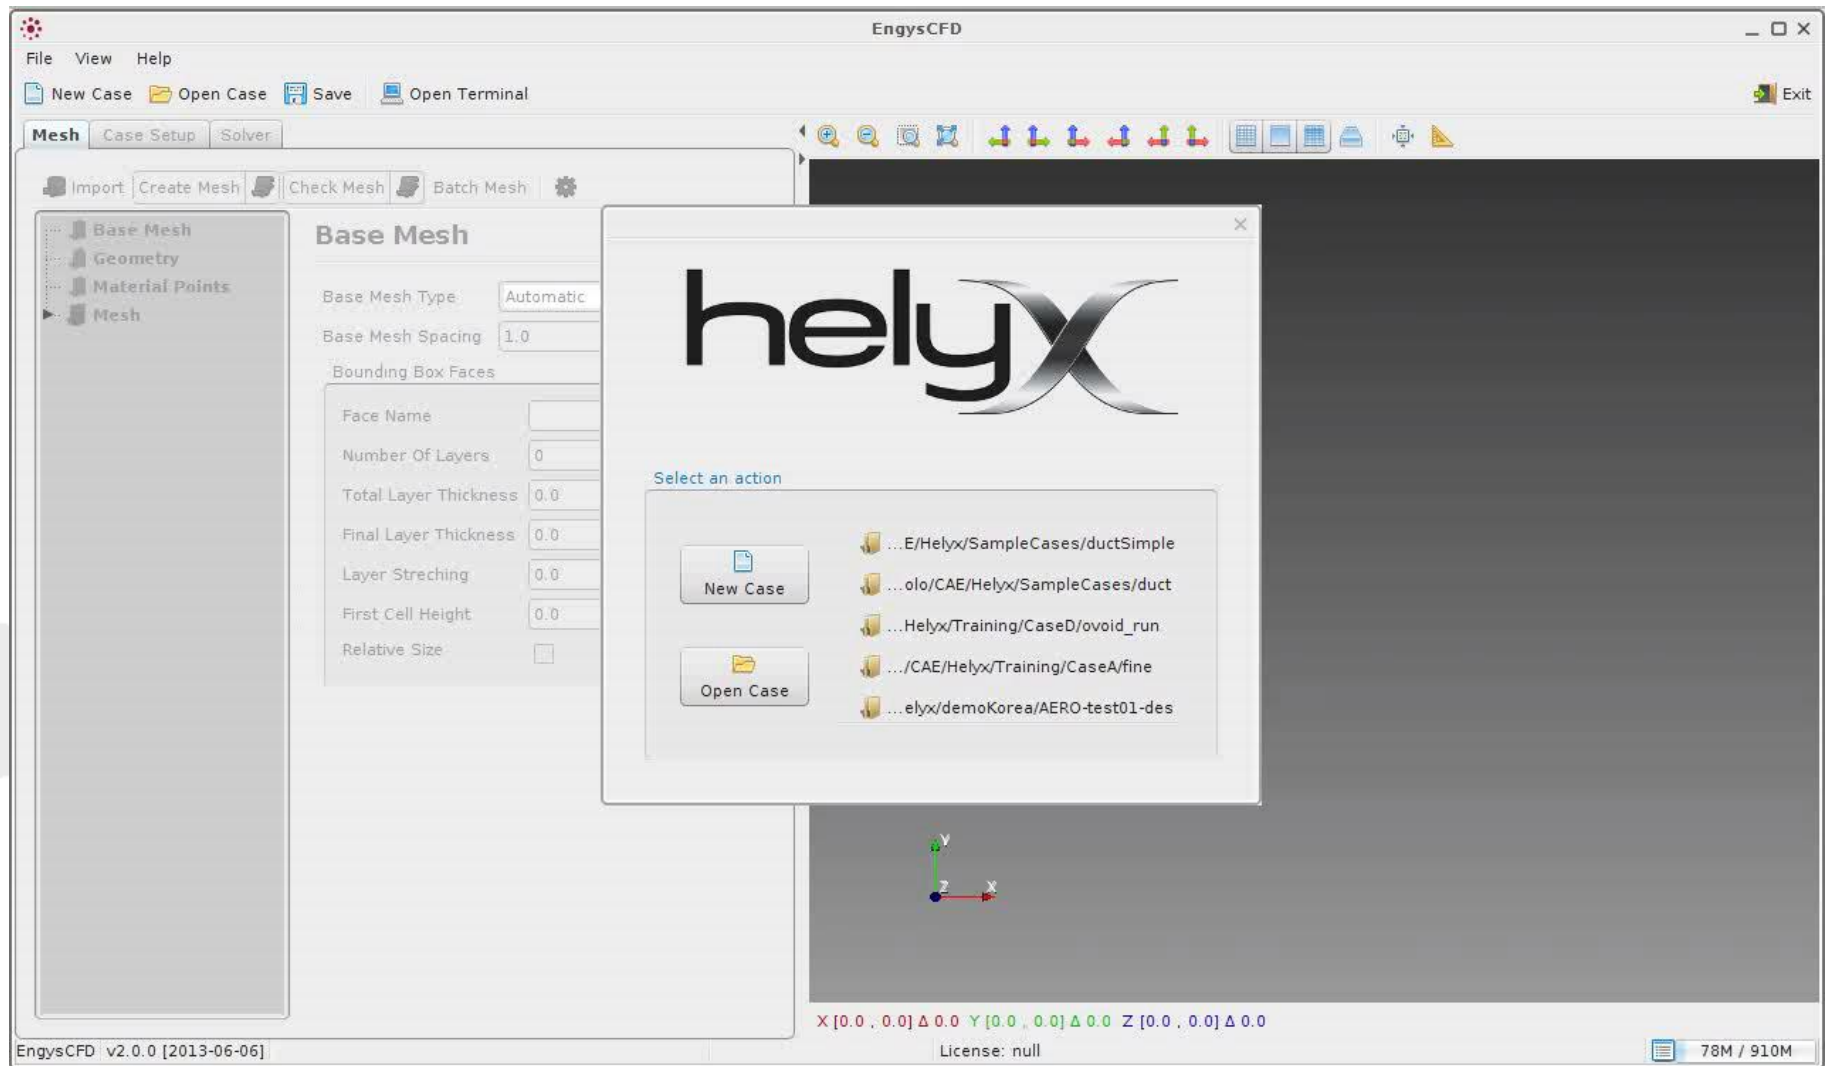 EngysCFD
File View Help
New Case Open Case Save Open Terminal Exit
Mesh Case Setup Solver
Import Create Mesh Check Mesh Batch Mesh
Base Mesh
Geometry
Material Points
Mesh
Base Mesh
Base Mesh Type Automatic
Base Mesh Spacing 1.0
Bounding Box Faces
Face Name
Number Of Layers 0
Total Layer Thickness 0.0
Final Layer Thickness 0.0
Layer Streching 0.0
First Cell Height 0.0
Relative Size
helyx
Select an action
New Case
Open Case
...E/Helyx/SampleCases/ductSimple
...olo/CAE/Helyx/SampleCases/duct
...Helyx/Training/CaseD/ovoid_run
.../CAE/Helyx/Training/CaseA/fine
...elyx/demoKorea/AERO-test01-des
Y
Z X
X [0.0 , 0.0] Δ 0.0 Y [0.0 , 0.0] Δ 0.0 Z [0.0 , 0.0] Δ 0.0
EngysCFD v2.0.0 [2013-06-06] License: null 78M / 910M